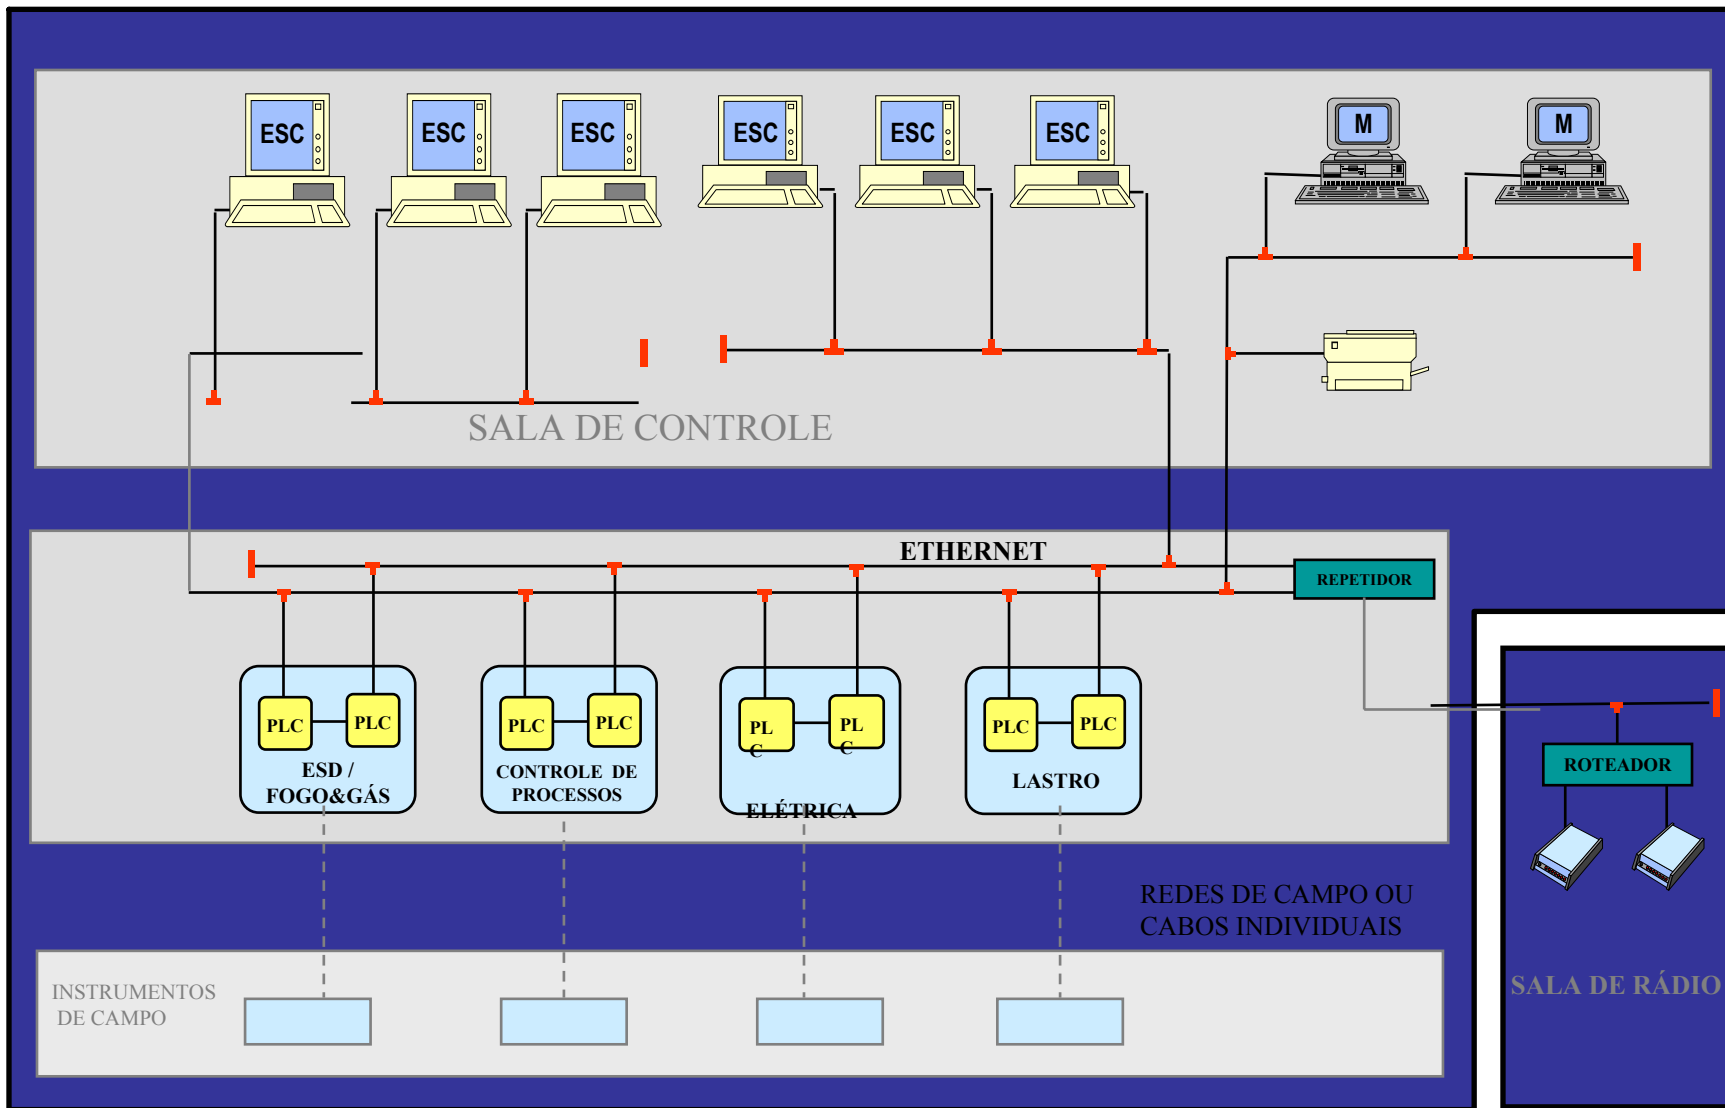 ESC
ESC
ESC
ESC
ESC
ESC
M
M
SALA DE CONTROLE
ETHERNET
REPETIDOR
PLC
PLC
PLC
PLC
PL
C
PL
C
PLC
PLC
ESD /
FOGO&GÁS
CONTROLE DE
PROCESSOS
ELÉTRICA
LASTRO
ROTEADOR
REDES DE CAMPO OU
CABOS INDIVIDUAIS
SALA DE RÁDIO
INSTRUMENTOS
DE CAMPO